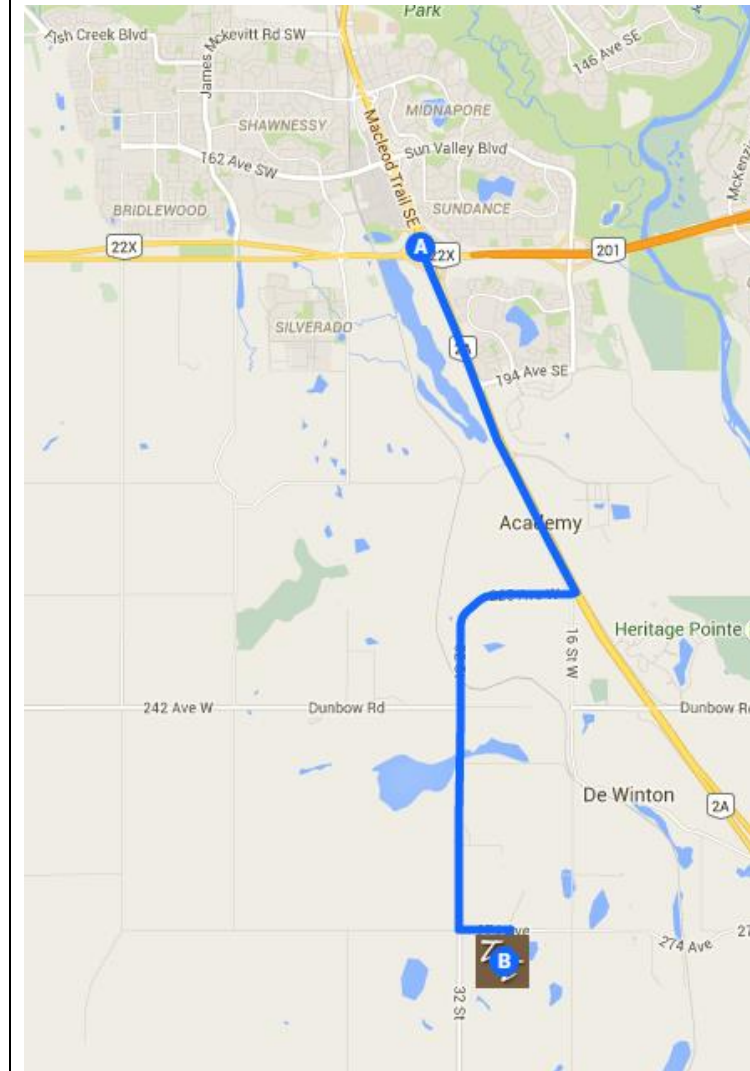 Park
Fish Creek Blvd
James Mckevitt Rd SW
146 Ave SE
MIDNAPORE
SHAWNESSY
Macleod Trail SE
162 Ave SW
Sun Valley Blvd
McKenzie
BRIDLEWOOD
SUNDANCE
22X
A
22X
201
SILVERADO
194 Ave SE
Academy
Heritage Pointe
16 St W
242 Ave W
Dunbow Rd
De Winton
2A
274 Ave
B
32 St